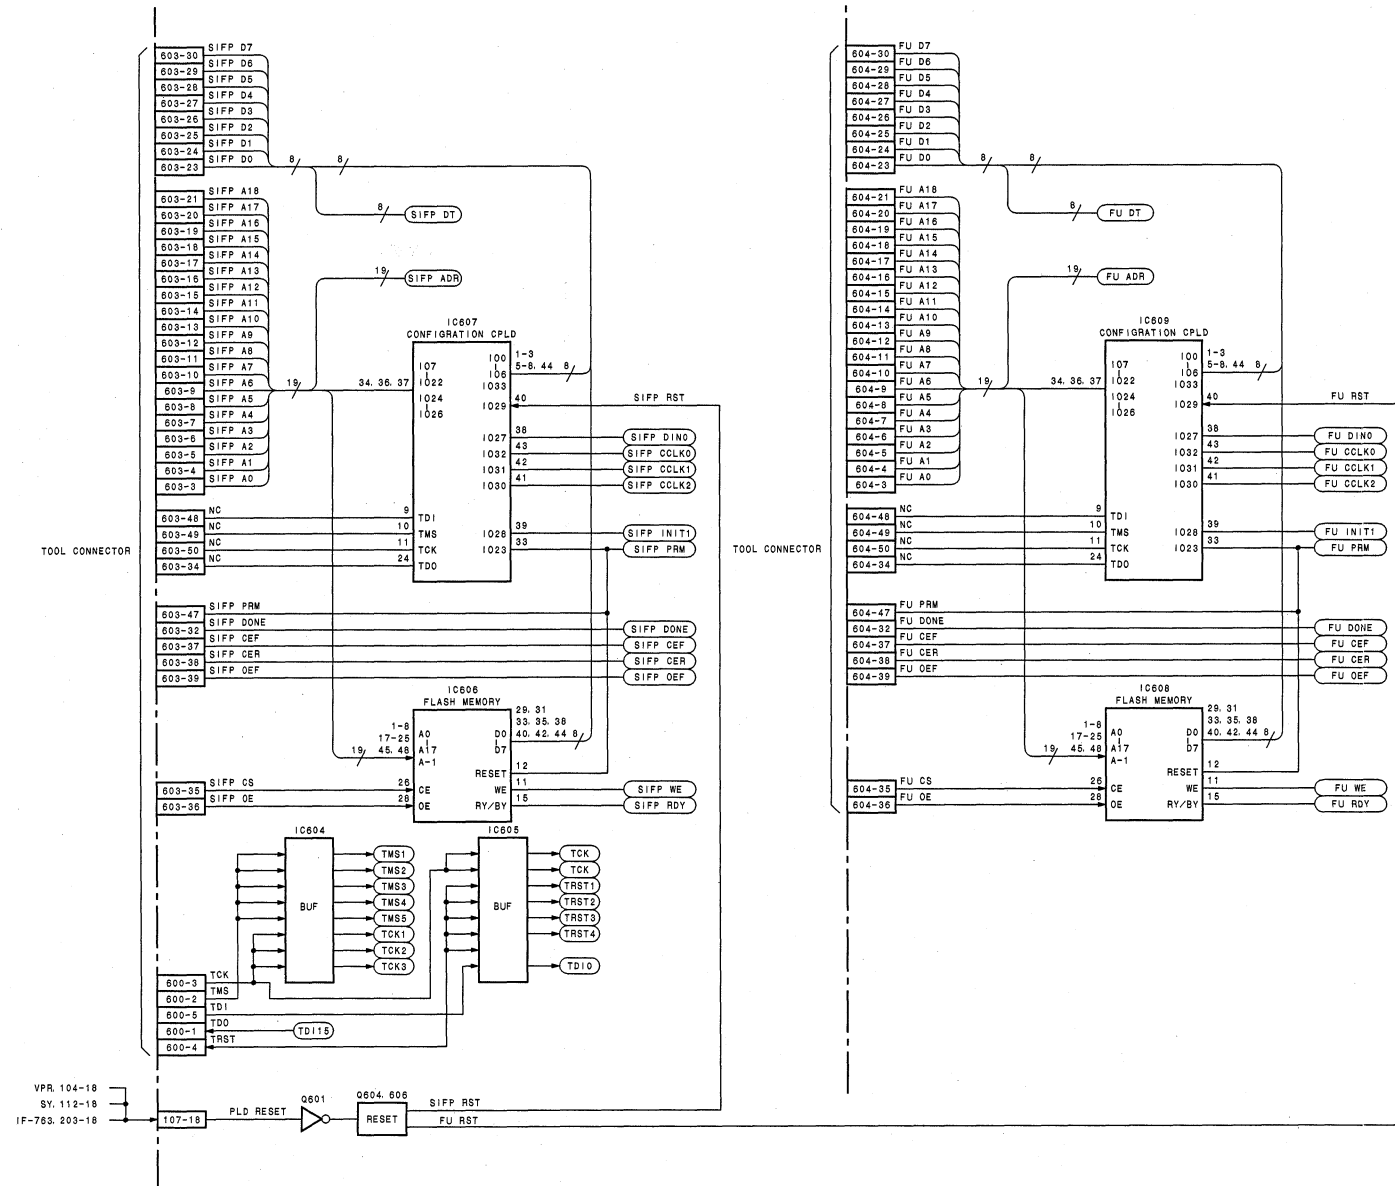 603-30 SIFP D7
603-29 SIFP D6
603-28 SIFP D5
603-27 SIFP D4
603-26 SIFP D3
603-25 SIFP D2
603-24 SIFP D1
603-23 SIFP D0
8 8
8 SIFP DT
603-21 SIFP A18
603-20 SIFP A17
603-19 SIFP A16
603-18 SIFP A15
603-17 SIFP A14
603-16 SIFP A13
603-15 SIFP A12
603-14 SIFP A11
603-13 SIFP A10
603-12 SIFP A9
603-11 SIFP A8
603-10 SIFP A7
603-9 SIFP A6
603-8 SIFP A5
603-7 SIFP A4
603-6 SIFP A3
603-5 SIFP A2
603-4 SIFP A1
603-3 SIFP A0
19 SIFP ADR
19
IC607
CONFIGRATION CPLD
IO7 IO0 1-3
IO22 IO6 5-8, 44 8
34, 36, 37
IO24 IO33
IO26 IO29 40 SIFP RST
IO27 38 SIFP DIN0
IO32 43 SIFP CCLK0
IO31 42 SIFP CCLK1
IO30 41 SIFP CCLK2
603-48 NC 9 TDI
603-49 NC 10 TMS IO28 39 SIFP INIT1
603-50 NC 11 TCK IO23 33 SIFP PRM
603-34 NC 24 TDO
TOOL CONNECTOR
603-47 SIFP PRM
603-32 SIFP DONE SIFP DONE
603-37 SIFP CEF SIFP CEF
603-38 SIFP CER SIFP CER
603-39 SIFP OEF SIFP OEF
IC606
FLASH MEMORY
1-8 A0 D0 29, 31
17-25 33, 35, 38
19 45, 48 A17 D7 40, 42, 44 8
A-1
RESET 12
603-35 SIFP CS 26 CE WE 11 SIFP WE
603-36 SIFP OE 28 OE RY/BY 15 SIFP RDY
IC604 IC605
BUF BUF
TMS1 TCK
TMS2 TCK
TMS3 TRST1
TMS4 TRST2
TMS5 TRST3
TCK1 TRST4
TCK2
TCK3 TDI0
600-3 TCK
600-2 TMS
600-5 TDI
600-1 TDO TDI15
600-4 TRST
VPR, 104-18
SY, 112-18
IF-763, 203-18
107-18 PLD RESET Q601 Q604, 606
RESET
SIFP RST
FU RST
604-30 FU D7
604-29 FU D6
604-28 FU D5
604-27 FU D4
604-26 FU D3
604-25 FU D2
604-24 FU D1
604-23 FU D0
8 8
8 FU DT
604-21 FU A18
604-20 FU A17
604-19 FU A16
604-18 FU A15
604-17 FU A14
604-16 FU A13
604-15 FU A12
604-14 FU A11
604-13 FU A10
604-12 FU A9
604-11 FU A8
604-10 FU A7
604-9 FU A6
604-8 FU A5
604-7 FU A4
604-6 FU A3
604-5 FU A2
604-4 FU A1
604-3 FU A0
19 FU ADR
19
IC609
CONFIGRATION CPLD
IO7 IO0 1-3
IO22 IO6 5-8, 44 8
34, 36, 37
IO24 IO33
IO26 IO29 40 FU RST
IO27 38 FU DIN0
IO32 43 FU CCLK0
IO31 42 FU CCLK1
IO30 41 FU CCLK2
604-48 NC 9 TDI
604-49 NC 10 TMS IO28 39 FU INIT1
604-50 NC 11 TCK IO23 33 FU PRM
604-34 NC 24 TDO
TOOL CONNECTOR
604-47 FU PRM
604-32 FU DONE FU DONE
604-37 FU CEF FU CEF
604-38 FU CER FU CER
604-39 FU OEF FU OEF
IC608
FLASH MEMORY
1-8 A0 D0 29, 31
17-25 33, 35, 38
19 45, 48 A17 D7 40, 42, 44 8
A-1
RESET 12
604-35 FU CS 26 CE WE 11 FU WE
604-36 FU OE 28 OE RY/BY 15 FU RDY